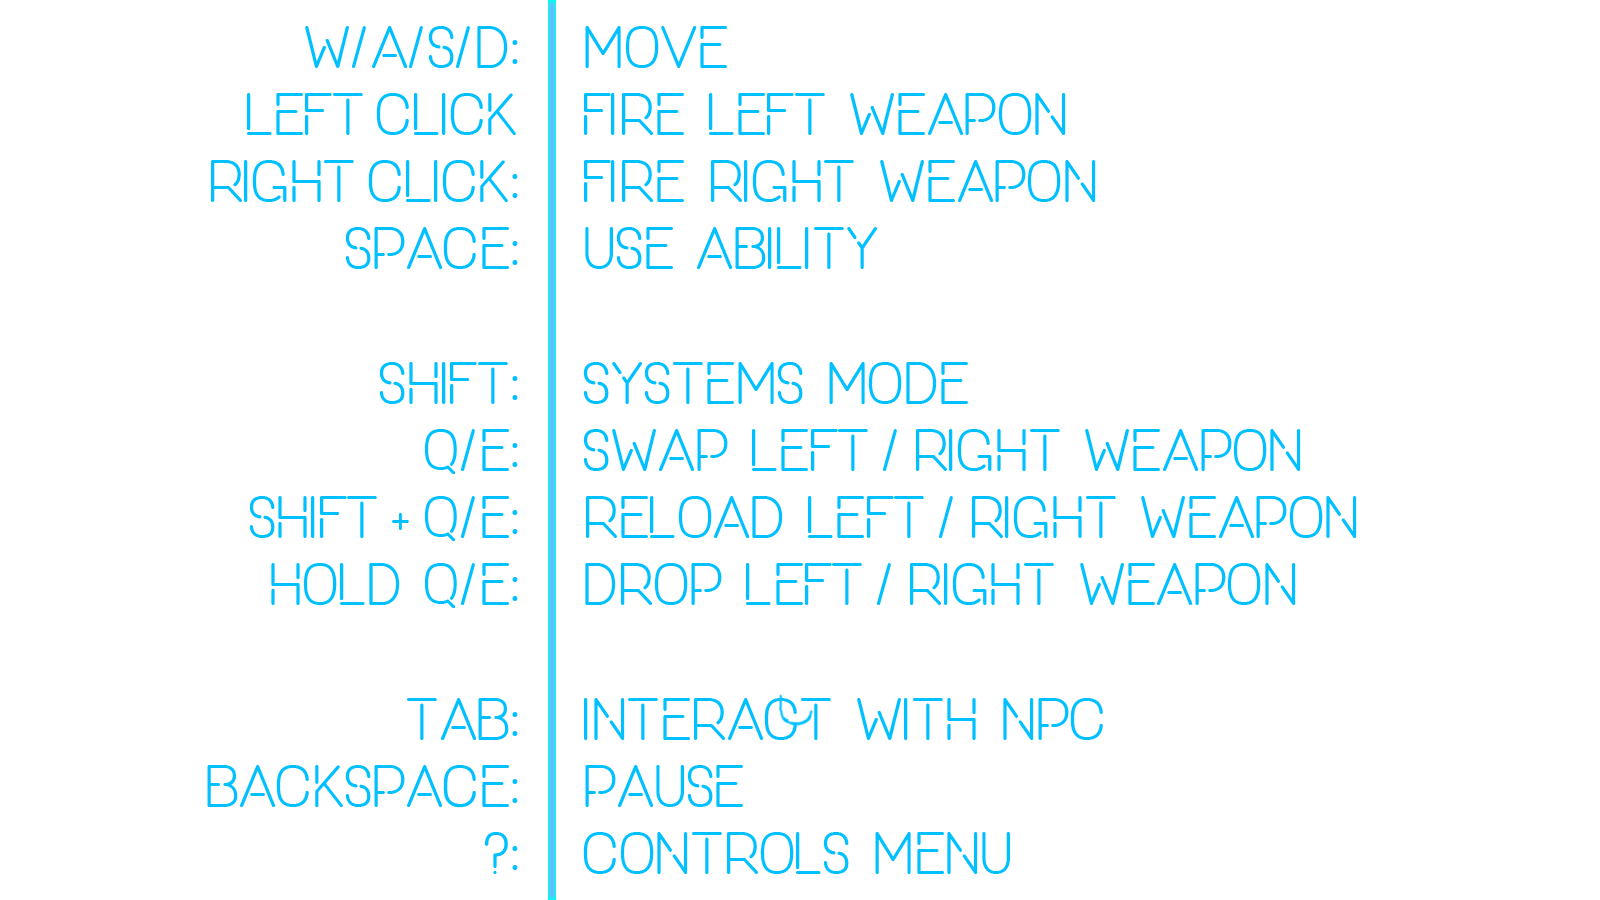 W/A/S/D: MOVE
LEFT CLICK FIRE LEFT WEAPON
RIGHT CLICK: FIRE RIGHT WEAPON
SPACE: USE ABILITY
SHIFT: SYSTEMS MODE
Q/E: SWAP LEFT / RIGHT WEAPON
SHIFT + Q/E: RELOAD LEFT / RIGHT WEAPON
HOLD Q/E: DROP LEFT / RIGHT WEAPON
TAB: INTERACT WITH NPC
BACKSPACE: PAUSE
?: CONTROLS MENU